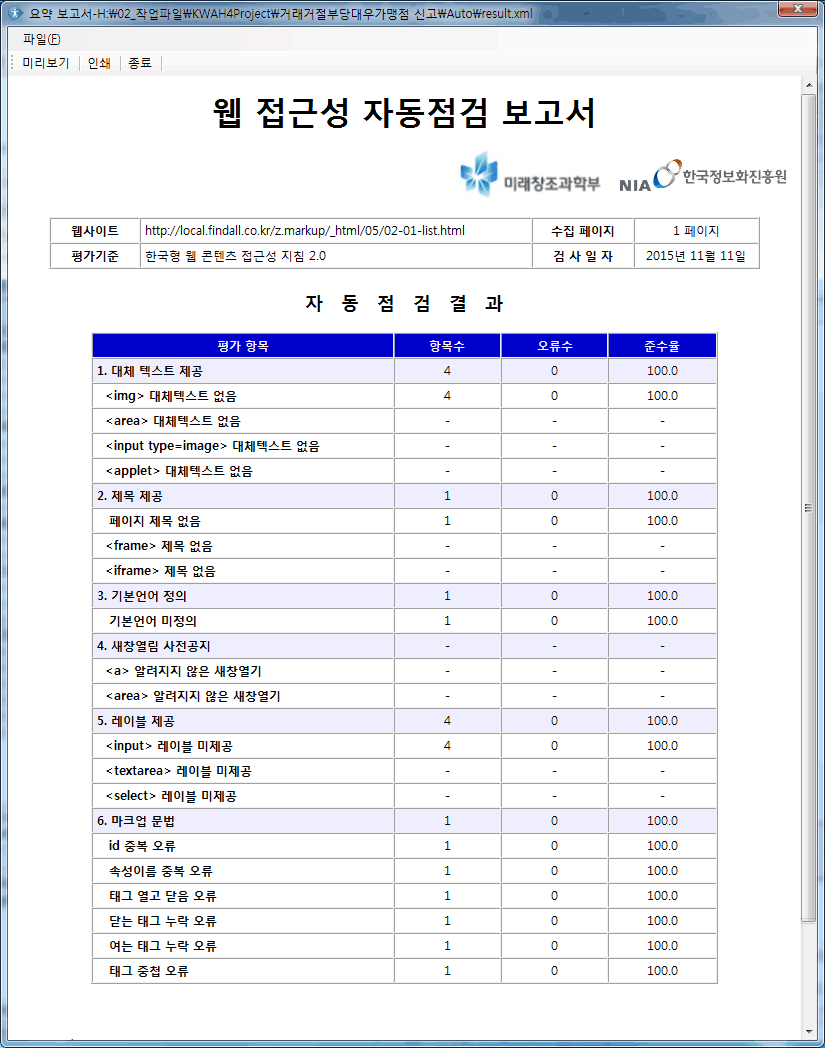 요약 보고서-H:₩02_작업파일₩KWAH4Project₩거래거절부당대우가맹점 신고₩Auto₩result.xml
파일(F)
미리보기 인쇄 종료
웹 접근성 자동점검 보고서
미래창조과학부 NIA 한국정보화진흥원
웹사이트 http://local.findall.co.kr/z.markup/_html/05/02-01-list.html 수집 페이지 1 페이지
평가기준 한국형 웹 콘텐츠 접근성 지침 2.0 검 사 일 자 2015년 11월 11일
자 동 점 검 결 과
평가 항목 항목수 오류수 준수율
1. 대체 텍스트 제공 4 0 100.0
<img> 대체텍스트 없음 4 0 100.0
<area> 대체텍스트 없음 - - -
<input type=image> 대체텍스트 없음 - - -
<applet> 대체텍스트 없음 - - -
2. 제목 제공 1 0 100.0
페이지 제목 없음 1 0 100.0
<frame> 제목 없음 - - -
<iframe> 제목 없음 - - -
3. 기본언어 정의 1 0 100.0
기본언어 미정의 1 0 100.0
4. 새창열림 사전공지 - - -
<a> 알려지지 않은 새창열기 - - -
<area> 알려지지 않은 새창열기 - - -
5. 레이블 제공 4 0 100.0
<input> 레이블 미제공 4 0 100.0
<textarea> 레이블 미제공 - - -
<select> 레이블 미제공 - - -
6. 마크업 문법 1 0 100.0
id 중복 오류 1 0 100.0
속성이름 중복 오류 1 0 100.0
태그 열고 닫음 오류 1 0 100.0
닫는 태그 누락 오류 1 0 100.0
여는 태그 누락 오류 1 0 100.0
태그 중첩 오류 1 0 100.0